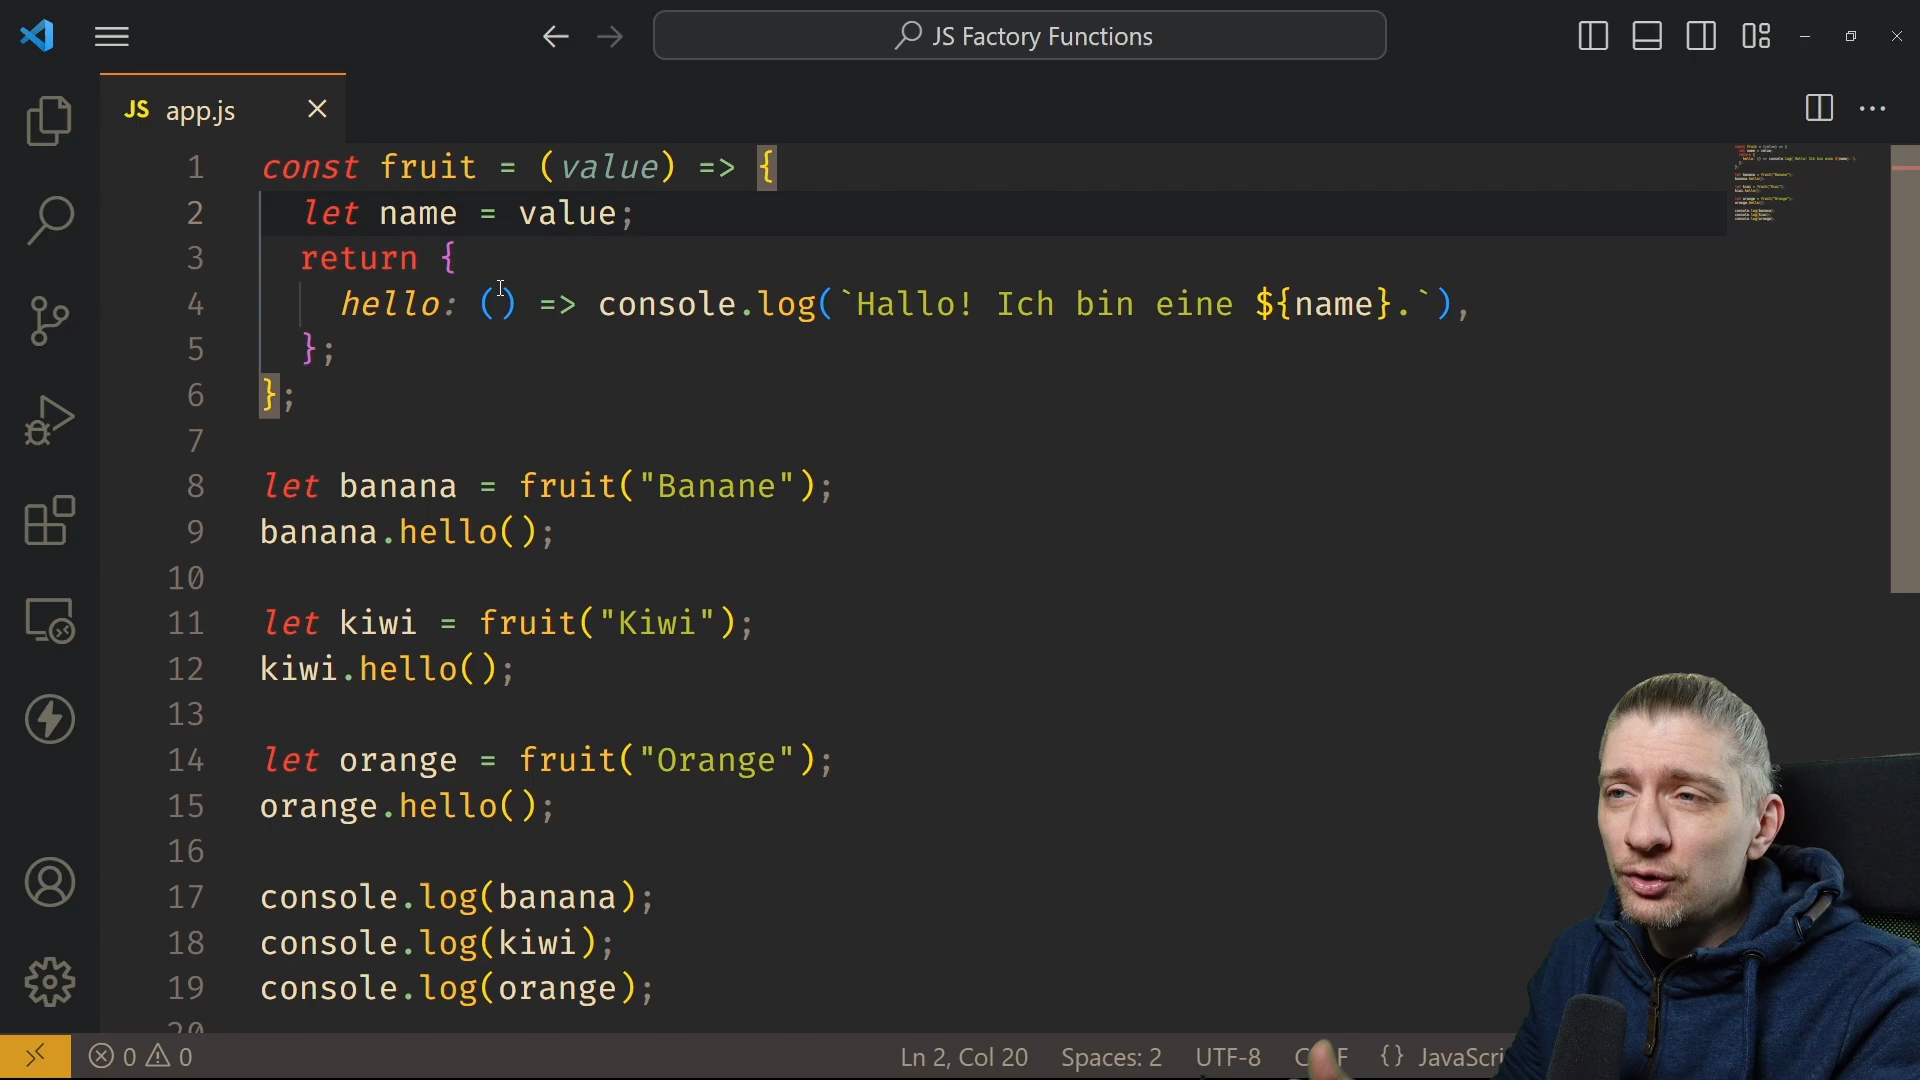 JS Factory Functions
JS app.js
1 const fruit = (value) => {
2 let name = value;
3 return {
4 hello: () => console.log(`Hallo! Ich bin eine ${name}.`),
5 };
6 };
7
8 let banana = fruit("Banane");
9 banana.hello();
10
11 let kiwi = fruit("Kiwi");
12 kiwi.hello();
13
14 let orange = fruit("Orange");
15 orange.hello();
16
17 console.log(banana);
18 console.log(kiwi);
19 console.log(orange);
20
0 0 Ln 2, Col 20 Spaces: 2 UTF-8 {}